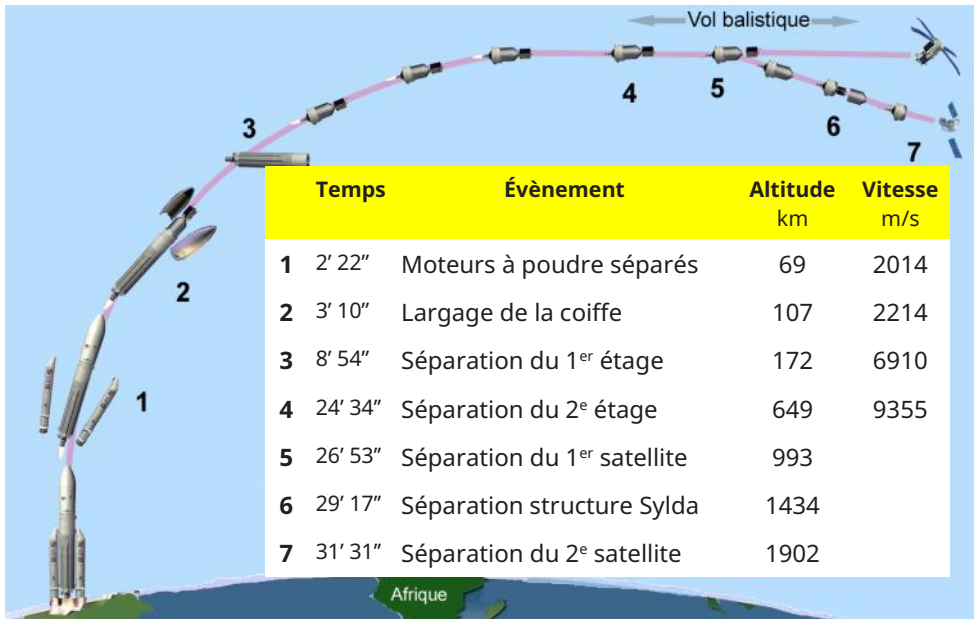 Vol balistique
4
5
6
7
3
2
1
Temps Évènement Altitude Vitesse
km m/s
1 2’ 22” Moteurs à poudre séparés 69 2014
2 3’ 10” Largage de la coiffe 107 2214
3 8’ 54” Séparation du 1er étage 172 6910
4 24’ 34” Séparation du 2e étage 649 9355
5 26’ 53” Séparation du 1er satellite 993
6 29’ 17” Séparation structure Sylda 1434
7 31’ 31” Séparation du 2e satellite 1902
Afrique